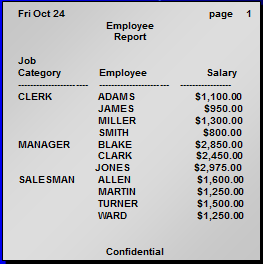 Fri Oct 24 page 1
Employee
Report
Job
Category Employee Salary
CLERK ADAMS $1,100.00
JAMES $950.00
MILLER $1,300.00
SMITH $800.00
MANAGER BLAKE $2,850.00
CLARK $2,450.00
JONES $2,975.00
SALESMAN ALLEN $1,600.00
MARTIN $1,250.00
TURNER $1,500.00
WARD $1,250.00
Confidential